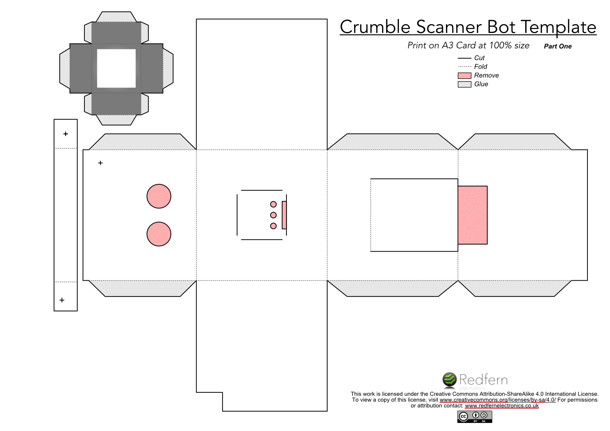 Crumble Scanner Bot Template
Print on A3 Card at 100% size Part One
Cut
Fold
Remove
Glue
Redfern
This work is licensed under the Creative Commons Attribution-ShareAlike 4.0 International License.
To view a copy of this license, visit www.creativecommons.org/licenses/by-sa/4.0/ For permissions
or attribution contact: www.redfernelectronics.co.uk